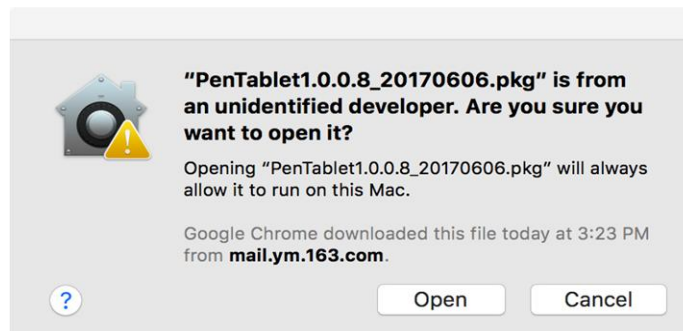 “PenTablet1.0.0.8_20170606.pkg” is from
an unidentified developer. Are you sure you
want to open it?
Opening “PenTablet1.0.0.8_20170606.pkg” will always
allow it to run on this Mac.
Google Chrome downloaded this file today at 3:23 PM
from mail.ym.163.com.
?
Open
Cancel